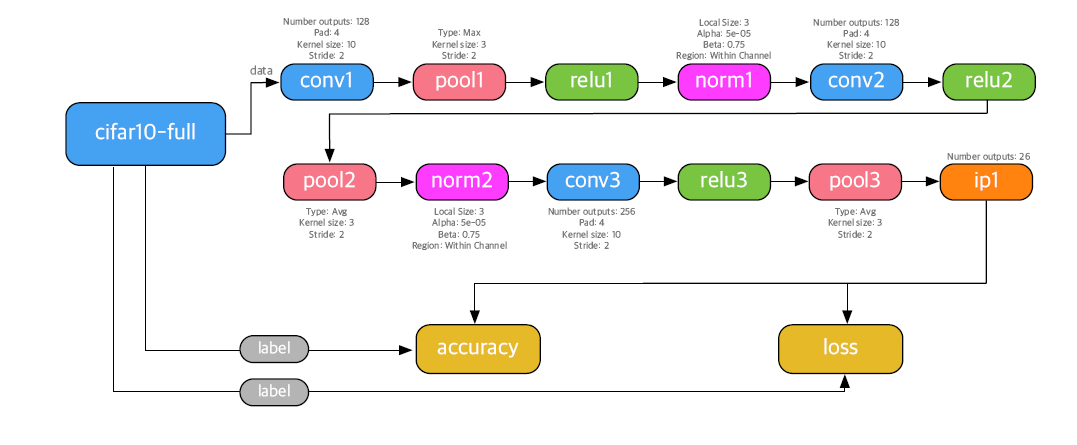 Number outputs: 128
Pad: 4
Kernel size: 10
Stride: 2
Type: Max
Kernel size: 3
Stride: 2
Local Size: 3
Alpha: 5e-05
Beta: 0.75
Region: Within Channel
Number outputs: 128
Pad: 4
Kernel size: 10
Stride: 2
data
conv1
pool1
relu1
norm1
conv2
relu2
cifar10-full
Number outputs: 26
pool2
norm2
conv3
relu3
pool3
ip1
Type: Avg
Kernel size: 3
Stride: 2
Local Size: 3
Alpha: 5e-05
Beta: 0.75
Region: Within Channel
Number outputs: 256
Pad: 4
Kernel size: 10
Stride: 2
Type: Avg
Kernel size: 3
Stride: 2
label
accuracy
loss
label